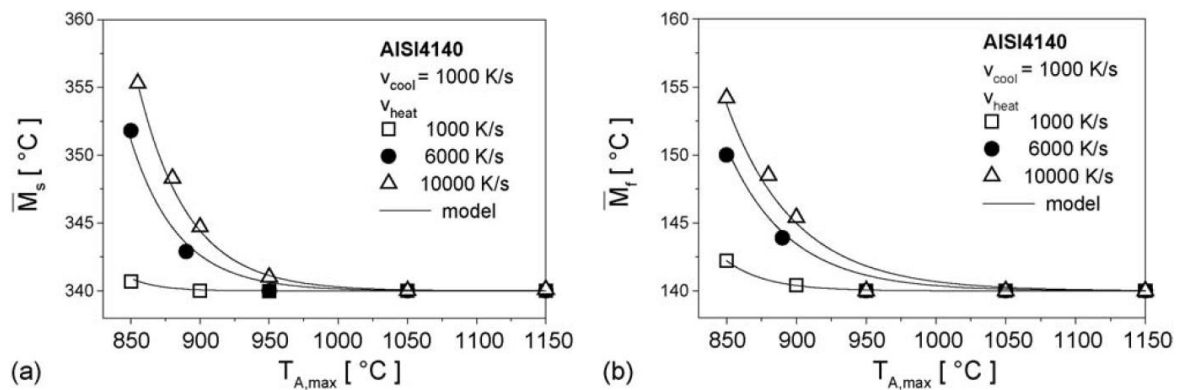 360
355
350
345
340
M̅s [ °C ]
AISI4140
vcool = 1000 K/s
vheat
1000 K/s
6000 K/s
10000 K/s
model
850 900 950 1000 1050 1100 1150
(a) TA,max [ °C ]
160
155
150
145
140
M̅f [ °C ]
AISI4140
vcool = 1000 K/s
vheat
1000 K/s
6000 K/s
10000 K/s
model
850 900 950 1000 1050 1100 1150
(b) TA,max [ °C ]